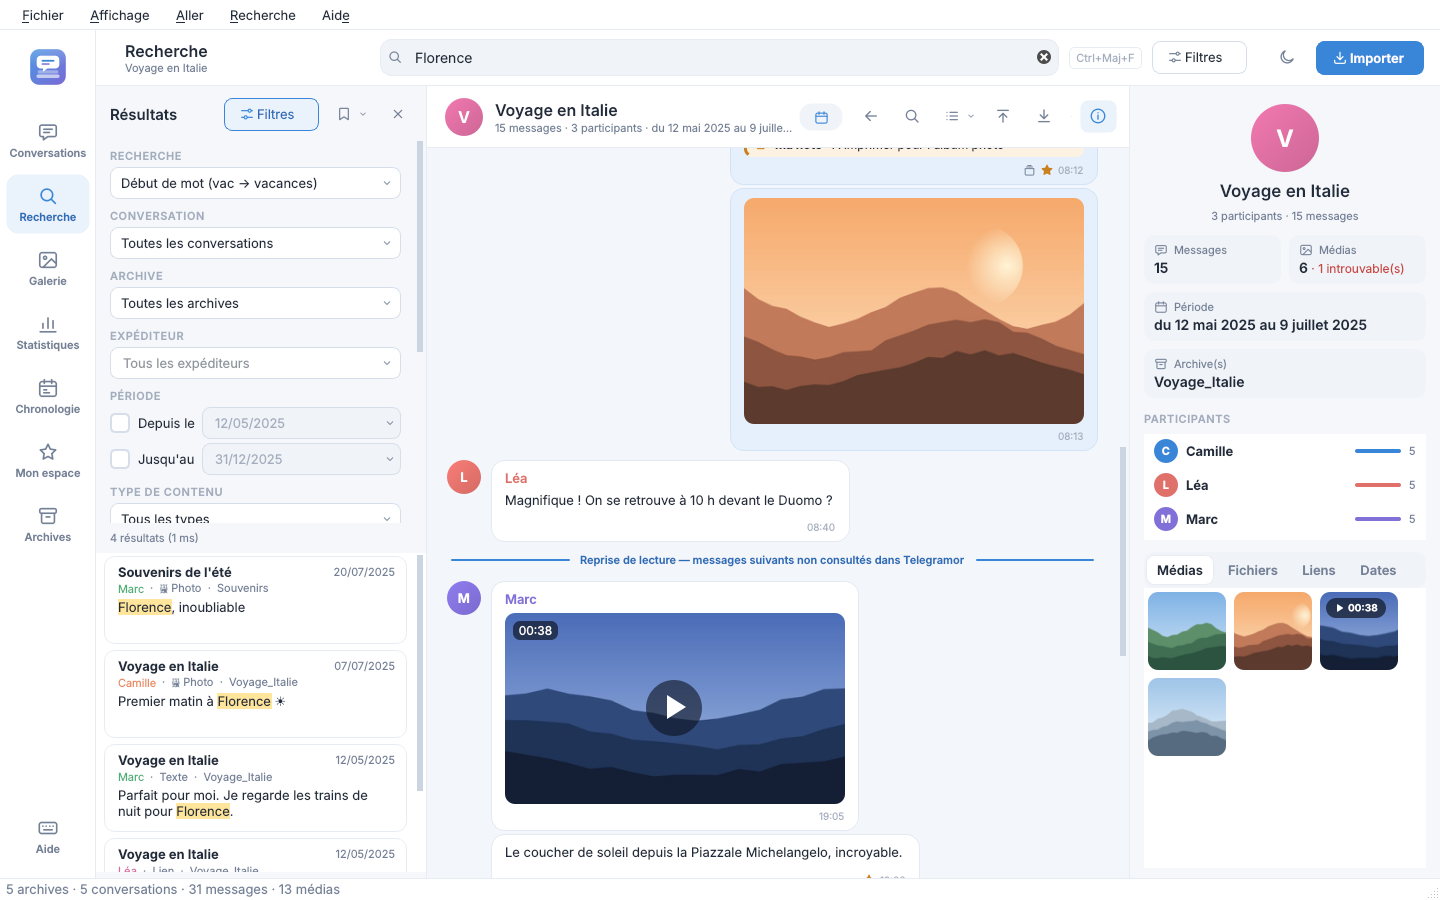 Fichier Affichage Aller Recherche Aide
Recherche
Voyage en Italie
Florence
Ctrl+Maj+F
Filtres
Importer
Conversations
Recherche
Galerie
Statistiques
Chronologie
Mon espace
Archives
Aide
Résultats
Filtres
RECHERCHE
Début de mot (vac → vacances)
CONVERSATION
Toutes les conversations
ARCHIVE
Toutes les archives
EXPÉDITEUR
Tous les expéditeurs
PÉRIODE
Depuis le 12/05/2025
Jusqu'au 31/12/2025
TYPE DE CONTENU
Tous les types
4 résultats (1 ms)
Souvenirs de l'été 20/07/2025
Marc · Photo · Souvenirs
Florence, inoubliable
Voyage en Italie 07/07/2025
Camille · Photo · Voyage_Italie
Premier matin à Florence ☀
Voyage en Italie 12/05/2025
Marc · Texte · Voyage_Italie
Parfait pour moi. Je regarde les trains de
nuit pour Florence.
Voyage en Italie 12/05/2025
Léa · Lien · Voyage_Italie
V
Voyage en Italie
15 messages · 3 participants · du 12 mai 2025 au 9 juille...
08:12
08:13
L
Léa
Magnifique ! On se retrouve à 10 h devant le Duomo ?
08:40
Reprise de lecture — messages suivants non consultés dans Telegramor
M
Marc
00:38
19:05
Le coucher de soleil depuis la Piazzale Michelangelo, incroyable.
V
Voyage en Italie
3 participants · 15 messages
Messages
15
Médias
6 · 1 introuvable(s)
Période
du 12 mai 2025 au 9 juillet 2025
Archive(s)
Voyage_Italie
PARTICIPANTS
C Camille 5
L Léa 5
M Marc 5
Médias Fichiers Liens Dates
00:38
5 archives · 5 conversations · 31 messages · 13 médias